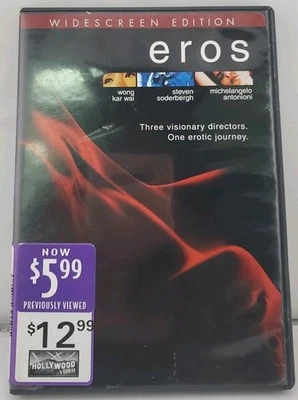 WIDESCREEN EDITION
eros
wong
kar wai
steven
soderbergh
michelangelo
antonioni
Three visionary directors.
One erotic journey.
NOW
$5.99
PREVIOUSLY VIEWED
$12.99
HOLLYWOOD
VIDEO